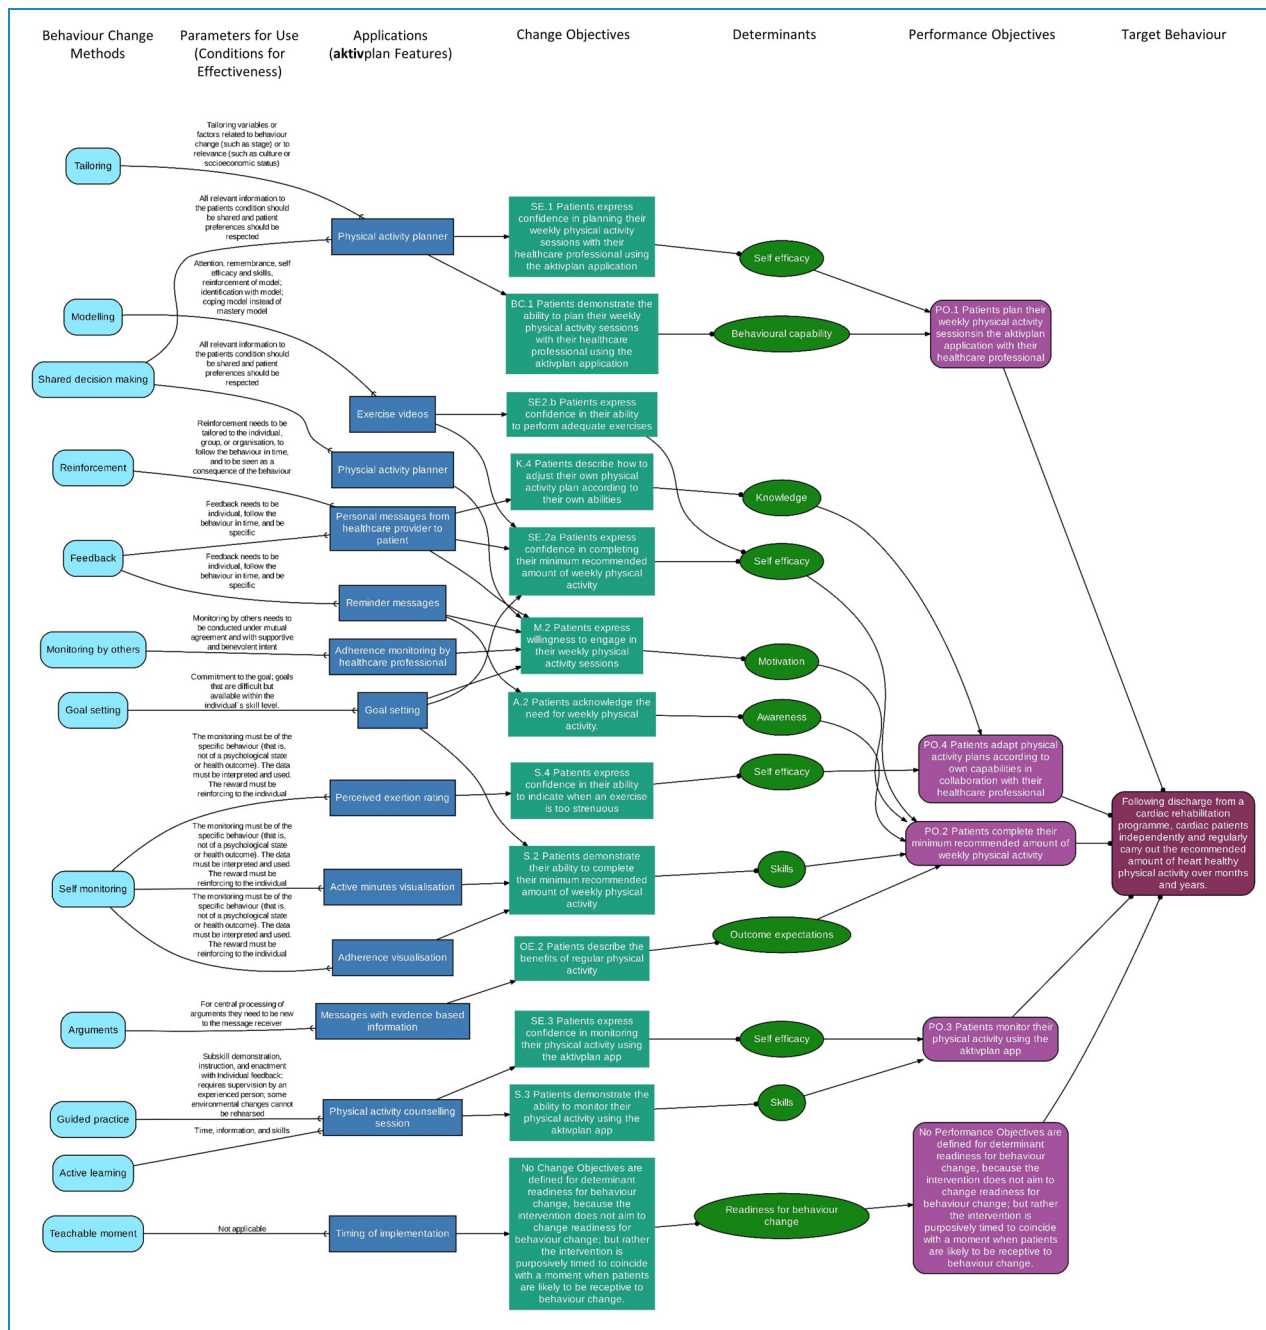 Behaviour Change
Methods
Parameters for Use
(Conditions for
Effectiveness)
Applications
(aktivplan Features)
Change Objectives
Determinants
Performance Objectives
Target Behaviour
Tailoring
Modelling
Shared decision making
Reinforcement
Feedback
Monitoring by others
Goal setting
Self monitoring
Arguments
Guided practice
Active learning
Teachable moment
Tailoring variables or
factors related to behaviour
change (such as stage) or to
relevance (such as culture or
socioeconomic status)
All relevant information to
the patients condition should
be shared and patient
preferences should be
respected
Attention, remembrance, self
efficacy and skills,
reinforcement of model;
identification with model;
coping model instead of
mastery model
All relevant information to
the patients condition should
be shared and patient
preferences should be
respected
Reinforcement needs to be
tailored to the individual,
group, or organisation, to
follow the behaviour in time,
and to be seen as a
consequence of the behaviour
Feedback needs to be
individual, follow the
behaviour in time, and be
specific
Feedback needs to be
individual, follow the
behaviour in time, and be
specific
Monitoring by others needs to
be conducted under mutual
agreement and with supportive
and benevolent intent
Commitment to the goal; goals
that are difficult but
available within the
individual`s skill level.
The monitoring must be of the
specific behaviour (that is,
not of a psychological state
or health outcome). The data
must be interpreted and used.
The reward must be
reinforcing to the individual
The monitoring must be of the
specific behaviour (that is,
not of a psychological state
or health outcome). The data
must be interpreted and used.
The reward must be
reinforcing to the individual
The monitoring must be of the
specific behaviour (that is,
not of a psychological state
or health outcome). The data
must be interpreted and used.
The reward must be
reinforcing to the individual
For central processing of
arguments they need to be new
to the message receiver
Subskill demonstration,
instruction, and enactment
with Individual feedback;
requires supervision by an
experienced person; some
environmental changes cannot
be rehearsed
Time, information, and skills
Not applicable
Physical activity planner
Exercise videos
Physcial activity planner
Personal messages from
healthcare provider to
patient
Reminder messages
Adherence monitoring by
healthcare professional
Goal setting
Perceived exertion rating
Active minutes visualisation
Adherence visualisation
Messages with evidence based
information
Physical activity counselling
session
Timing of implementation
SE.1 Patients express
confidence in planning their
weekly physical activity
sessions with their
healthcare professional using
the aktivplan application
BC.1 Patients demonstrate the
ability to plan their weekly
physical activity sessions
with their healthcare
professional using the
aktivplan application
SE2.b Patients express
confidence in their ability
to perform adequate exercises
K.4 Patients describe how to
adjust their own physical
activity plan according to
their own abilities
SE.2a Patients express
confidence in completing
their minimum recommended
amount of weekly physical
activity
M.2 Patients express
willingness to engage in
their weekly physical
activity sessions
A.2 Patients acknowledge the
need for weekly physical
activity.
S.4 Patients express
confidence in their ability
to indicate when an exercise
is too strenuous
S.2 Patients demonstrate
their ability to complete
their minimum recommended
amount of weekly physical
activity
OE.2 Patients describe the
benefits of regular physical
activity
SE.3 Patients express
confidence in monitoring
their physical activity using
the aktivplan app
S.3 Patients demonstrate the
ability to monitor their
physical activity using the
aktivplan app
No Change Objectives are
defined for determinant
readiness for behaviour
change, because the
intervention does not aim to
change readiness for
behaviour change; but rather
the intervention is
purposively timed to coincide
with a moment when patients
are likely to be receptive to
behaviour change.
Self efficacy
Behavioural capability
Knowledge
Self efficacy
Motivation
Awareness
Self efficacy
Skills
Outcome expectations
Self efficacy
Skills
Readiness for behaviour
change
PO.1 Patients plan their
weekly physical activity
sessionsin the aktivplan
application with their
healthcare professional
PO.4 Patients adapt physical
activity plans according to
own capabilities in
collaboration with their
healthcare professional
PO.2 Patients complete their
minimum recommended amount of
weekly physical activity
PO.3 Patients monitor their
physical activity using the
aktivplan app
No Performance Objectives are
defined for determinant
readiness for behaviour
change, because the
intervention does not aim to
change readiness for
behaviour change; but rather
the intervention is
purposively timed to coincide
with a moment when patients
are likely to be receptive to
behaviour change.
Following discharge from a
cardiac rehabilitation
programme, cardiac patients
independently and regularly
carry out the recommended
amount of heart healthy
physical activity over months
and years.